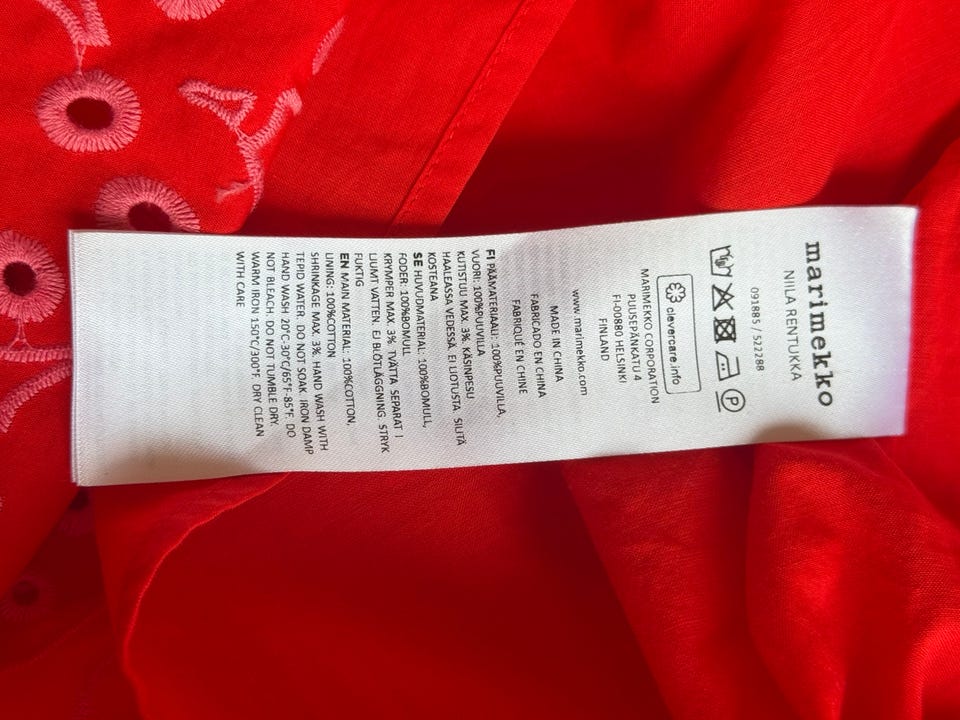 marimekko
NIILA RENTUKKA
091885 / 522288
P
clevercare.info
MARIMEKKO CORPORATION
PUUSEPÄNKATU 4
FI-00880 HELSINKI
FINLAND
www.marimekko.com
MADE IN CHINA
FABRICADO EN CHINA
FABRIQUÉ EN CHINE
FI PÄÄMATERIAALI: 100%PUUVILLA,
VUORI: 100%PUUVILLA
KUTISTUU MAX. 3%. KÄSINPESU
HAALEASSA VEDESSÄ. EI LIOTUSTA. SILITÄ
KOSTEANA
SE HUVUDMATERIAL: 100%BOMULL,
FODER: 100%BOMULL
KRYMPER MAX. 3%. TVÄTTA SEPARAT I
LJUMT VATTEN. EJ BLÖTLÄGGNING. STRYK
FUKTIG
EN MAIN MATERIAL: 100%COTTON,
LINING: 100%COTTON
SHRINKAGE MAX. 3%. HAND WASH WITH
TEPID WATER. DO NOT SOAK. IRON DAMP
HAND WASH 20°C-30°C/65°F-85°F. DO
NOT BLEACH. DO NOT TUMBLE DRY.
WARM IRON 150°C/300°F. DRY CLEAN
WITH CARE